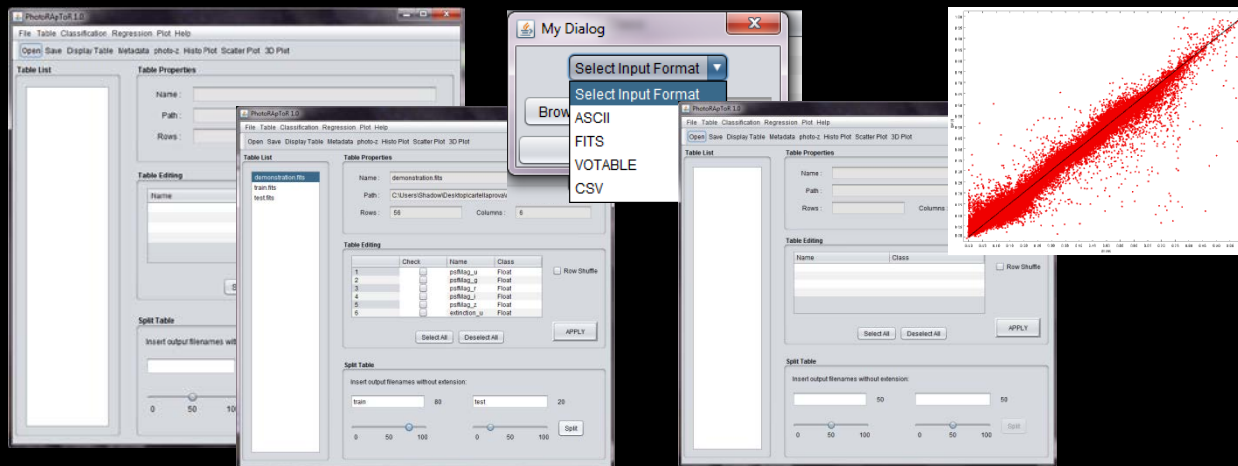 PhotoRApToR 1.0
File Table Classification Regression Plot Help
Open Save Display Table Metadata photo-z Histo Plot Scatter Plot 3D Plot
Table List
Table Properties
Name :
Path :
Rows :
Table Editing
Name
Split Table
Insert output filenames
0 50
PhotoRApToR 1.0
File Table Classification Regression Plot Help
Open Save Display Table Metadata photo-z Histo Plot Scatter Plot 3D Plot
Table List
demonstration.fits
train.fits
test.fits
Table Properties
Name : demonstration.fits
Path : C:\Users\Shadow\Desktop\cartellaprova\
Rows : 56 Columns : 6
Table Editing
Check Name Class
1 psfMag_u Float
2 psfMag_g Float
3 psfMag_r Float
4 psfMag_i Float
5 psfMag_z Float
6 extinction_u Float
Row Shuffle
Select All Deselect All APPLY
Split Table
Insert output filenames without extension:
train 80 test 20
0 50 100 0 50 100 Split
My Dialog
Select Input Format
Select Input Format
ASCII
FITS
VOTABLE
CSV
PhotoRApToR 1.0
File Table Classification Regression Plot Help
Open Save Display Table Metadata photo-z Histo Plot Scatter Plot 3D Plot
Table List
Table Properties
Name :
Path :
Rows : Columns :
Table Editing
Name Class
Row Shuffle
Select All Deselect All APPLY
Split Table
Insert output filenames without extension:
50 50
0 50 100 0 50 100 Split